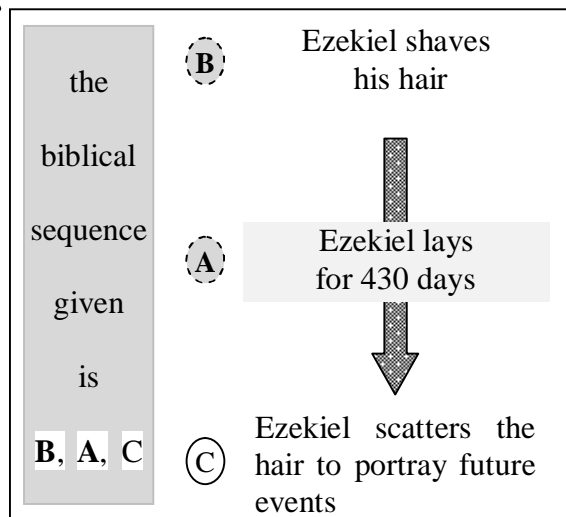 the
biblical
sequence
given
is
B, A, C
B
Ezekiel shaves
his hair
A
Ezekiel lays
for 430 days
C
Ezekiel scatters the
hair to portray future
events